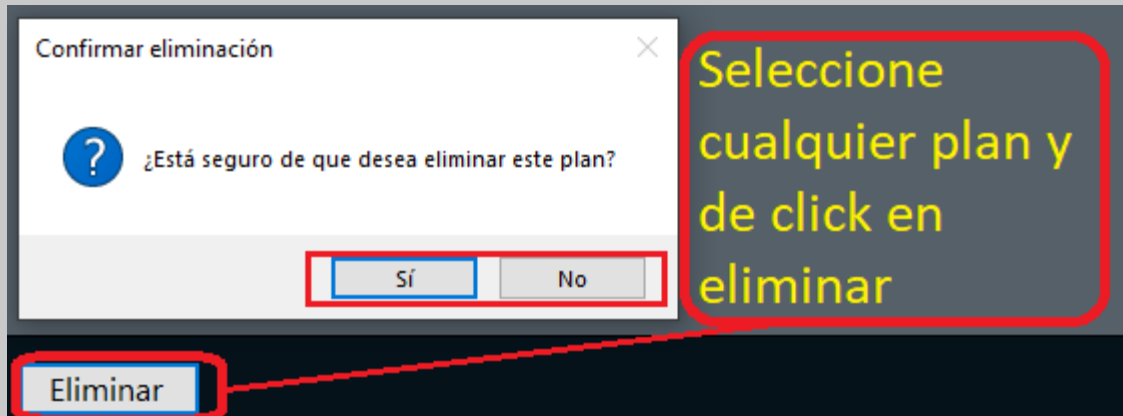 Confirmar eliminación
¿Está seguro de que desea eliminar este plan?
Sí
No
Seleccione
cualquier plan y
de click en
eliminar
Eliminar